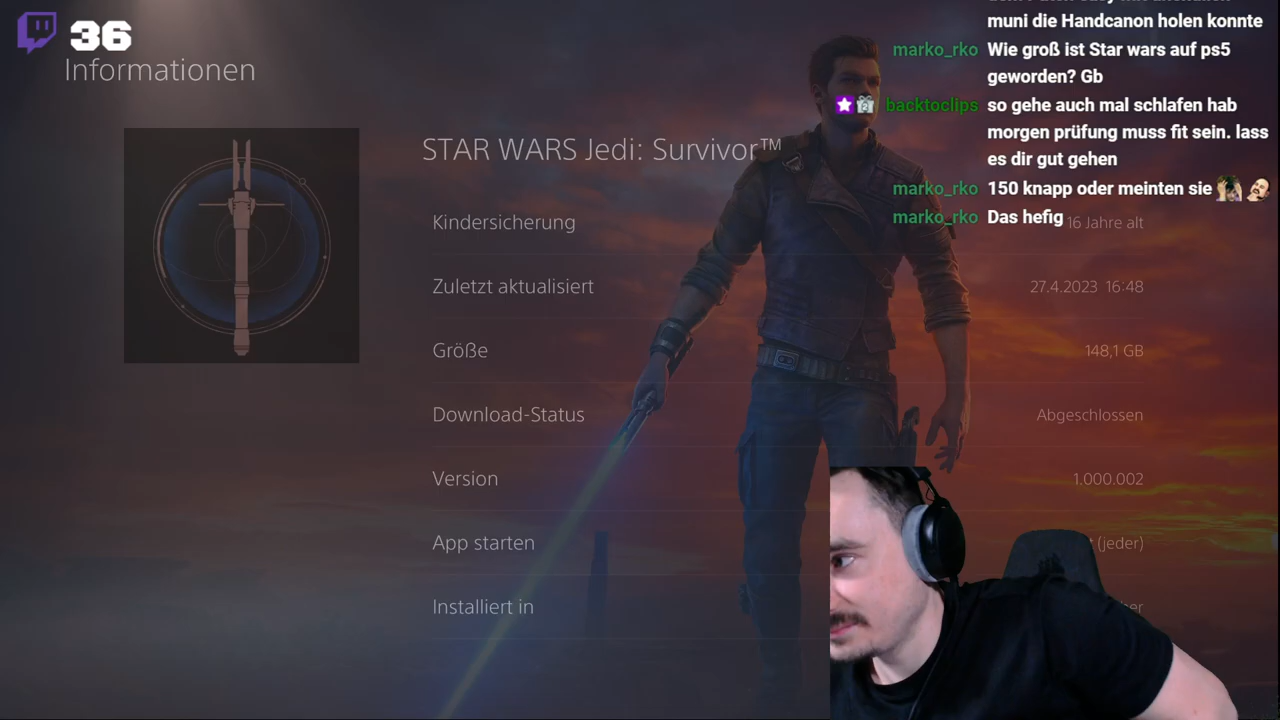 36
Informationen
muni die Handcanon holen konnte
marko_rko Wie groß ist Star wars auf ps5
geworden? Gb
backtoclips so gehe auch mal schlafen hab
morgen prüfung muss fit sein. lass
es dir gut gehen
marko_rko 150 knapp oder meinten sie
marko_rko Das hefig
STAR WARS Jedi: Survivor™
Kindersicherung 16 Jahre alt
Zuletzt aktualisiert 27.4.2023 16:48
Größe 148,1 GB
Download-Status Abgeschlossen
Version 1.000.002
App starten (jeder)
Installiert in